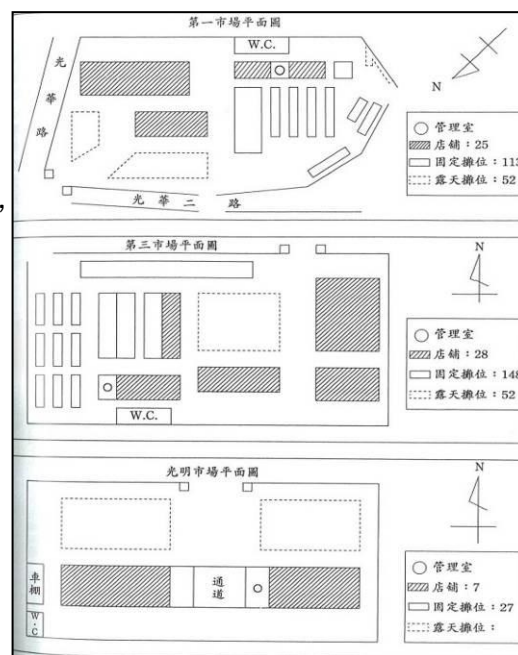 第一市場平面圖
W.C.
光華路
N
管理室
店舖：25
固定攤位：113
露天攤位：52
光華二路
，
第三市場平面圖
N
管理室
店舖：28
固定攤位：148
露天攤位：52
W.C.
光明市場平面圖
N
車棚
通道
W.C
管理室
店舖：7
固定攤位：27
露天攤位：